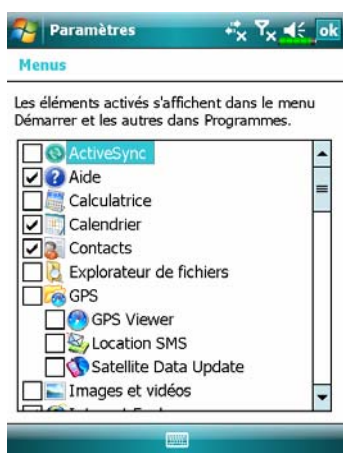 Paramètres
ok
Menus
Les éléments activés s'affichent dans le menu
Démarrer et les autres dans Programmes.
ActiveSync
Aide
Calculatrice
Calendrier
Contacts
Explorateur de fichiers
GPS
GPS Viewer
Location SMS
Satellite Data Update
Images et vidéos